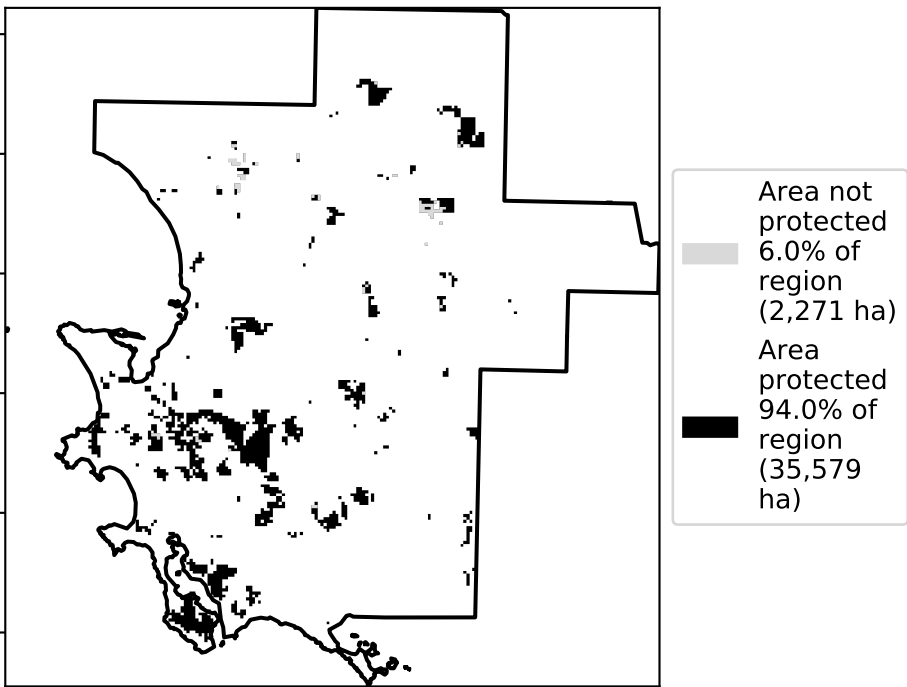 Area not
protected
6.0% of
region
(2,271 ha)
Area
protected
94.0% of
region
(35,579
ha)